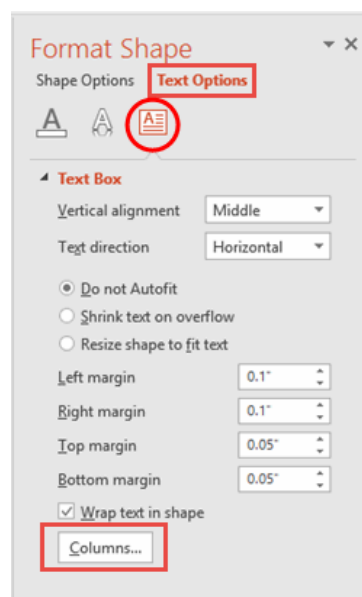 Format Shape
Shape Options Text Options
A A A
Text Box
Vertical alignment Middle
Text direction Horizontal
Do not Autofit
Shrink text on overflow
Resize shape to fit text
Left margin 0.1"
Right margin 0.1"
Top margin 0.05"
Bottom margin 0.05"
Wrap text in shape
Columns...